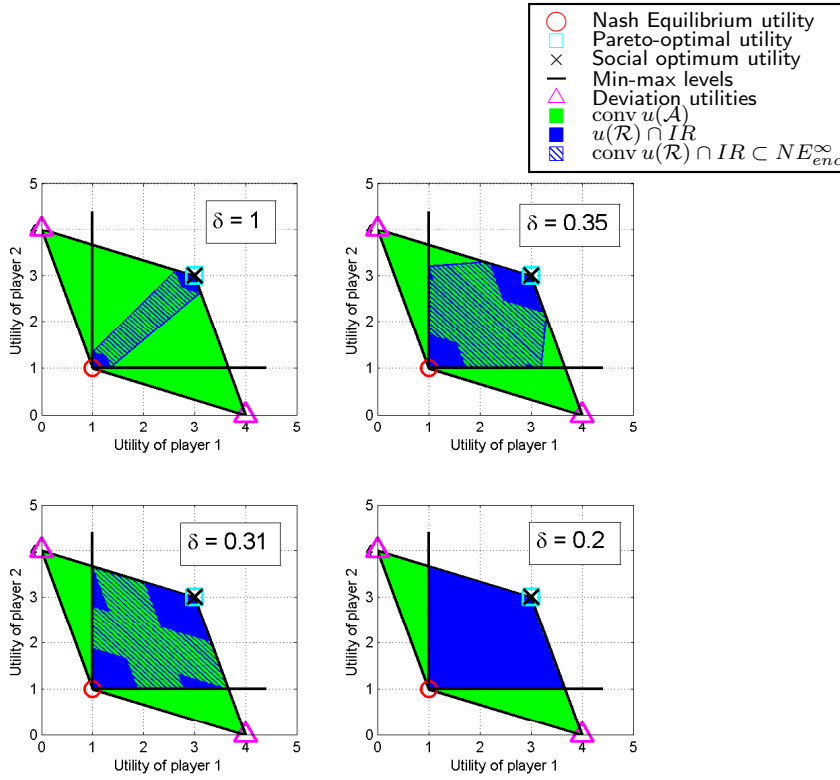 Nash Equilibrium utility
Pareto-optimal utility
Social optimum utility
Min-max levels
Deviation utilities
conv u(𝒜)
u(ℛ) ∩ IR
conv u(ℛ) ∩ IR ⊂ NE^∞_enc
5
4
3
2
1
0
Utility of player 2
δ = 1
0 1 2 3 4 5
Utility of player 1
5
4
3
2
1
0
Utility of player 2
δ = 0.35
0 1 2 3 4 5
Utility of player 1
5
4
3
2
1
0
Utility of player 2
δ = 0.31
0 1 2 3 4 5
Utility of player 1
5
4
3
2
1
0
Utility of player 2
δ = 0.2
0 1 2 3 4 5
Utility of player 1